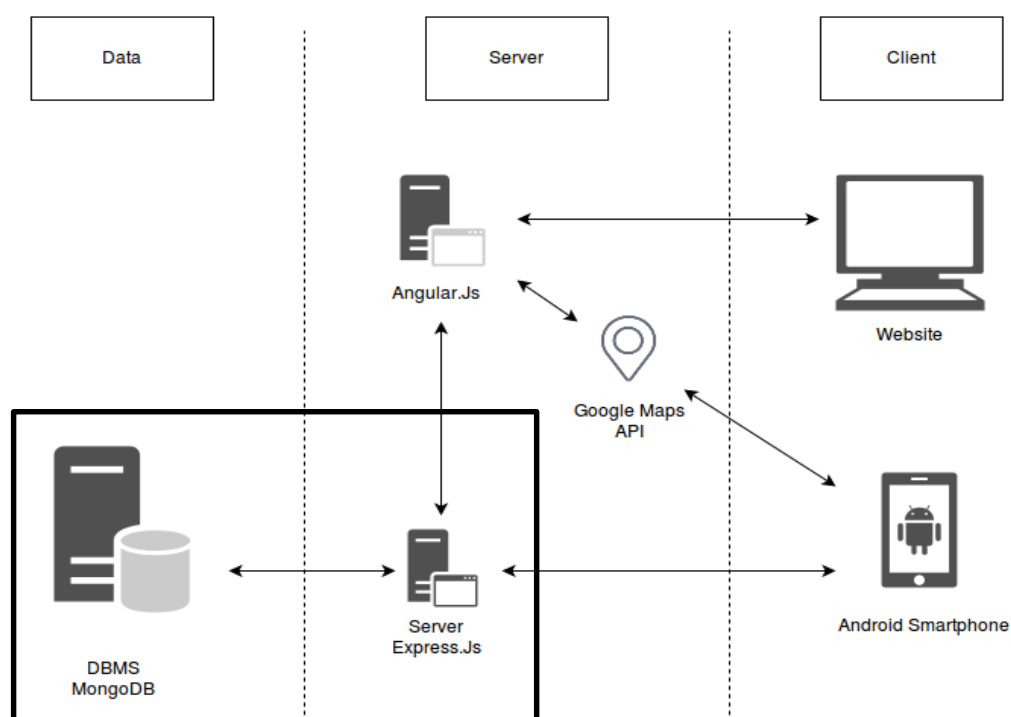 Data
Server
Client
Angular.Js
Website
Google Maps
API
Server
Express.Js
Android Smartphone
DBMS
MongoDB